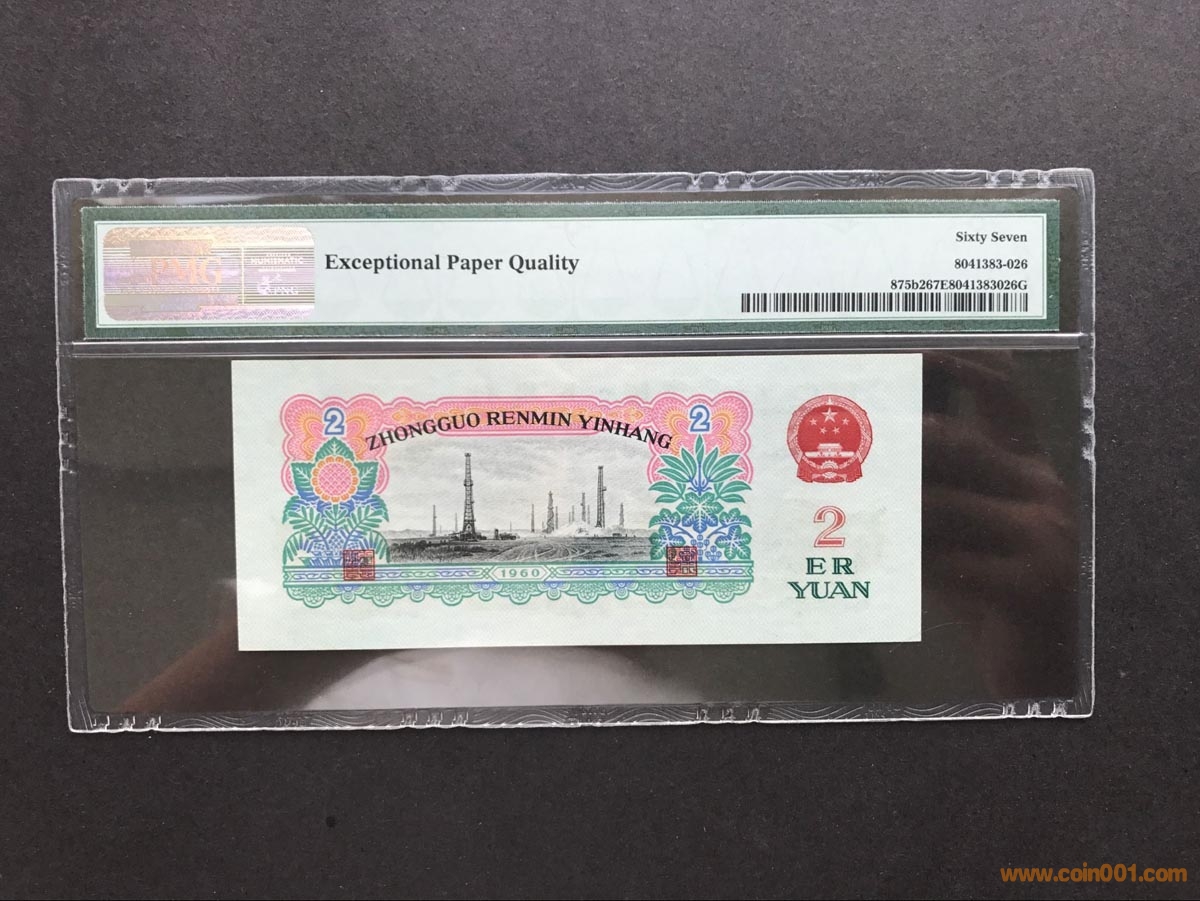 PMG
Exceptional Paper Quality
Sixty Seven
8041383-026
875b267E8041383026G
2
2
ZHONGGUO RENMIN YINHANG
1960
2
ER
YUAN
www.coin001.com